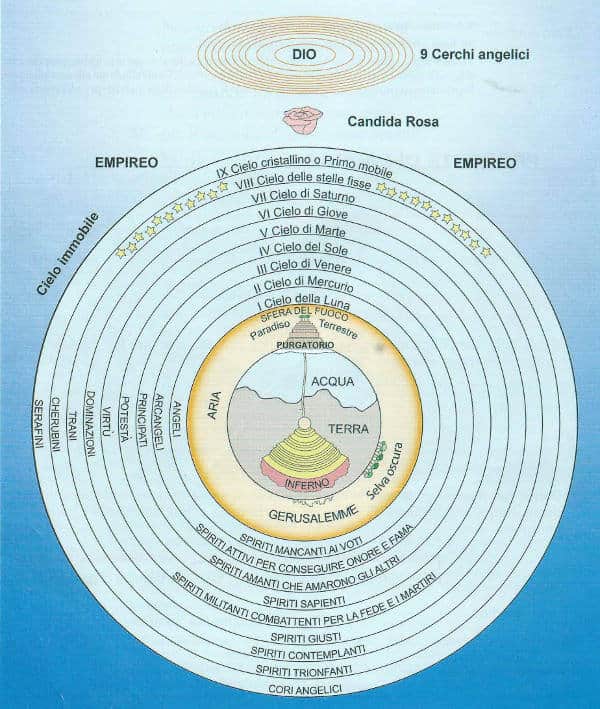 DIO
9 Cerchi angelici
Candida Rosa
EMPIREO
EMPIREO
Cielo immobile
IX Cielo cristallino o Primo mobile
VIII Cielo delle stelle fisse
VII Cielo di Saturno
VI Cielo di Giove
V Cielo di Marte
IV Cielo del Sole
III Cielo di Venere
II Cielo di Mercurio
I Cielo della Luna
SFERA DEL FUOCO
Paradiso Terrestre
PURGATORIO
ACQUA
ARIA
TERRA
INFERNO
Selva oscura
GERUSALEMME
SERAFINI
CHERUBINI
TRANI
DOMINAZIONI
VIRTÙ
POTESTÀ
PRINCIPATI
ARCANGELI
ANGELI
SPIRITI MANCANTI AI VOTI
SPIRITI ATTIVI PER CONSEGUIRE ONORE E FAMA
SPIRITI AMANTI CHE AMARONO GLI ALTRI
SPIRITI SAPIENTI
SPIRITI MILITANTI COMBATTENTI PER LA FEDE E I MARTIRI
SPIRITI GIUSTI
SPIRITI CONTEMPLANTI
SPIRITI TRIONFANTI
CORI ANGELICI